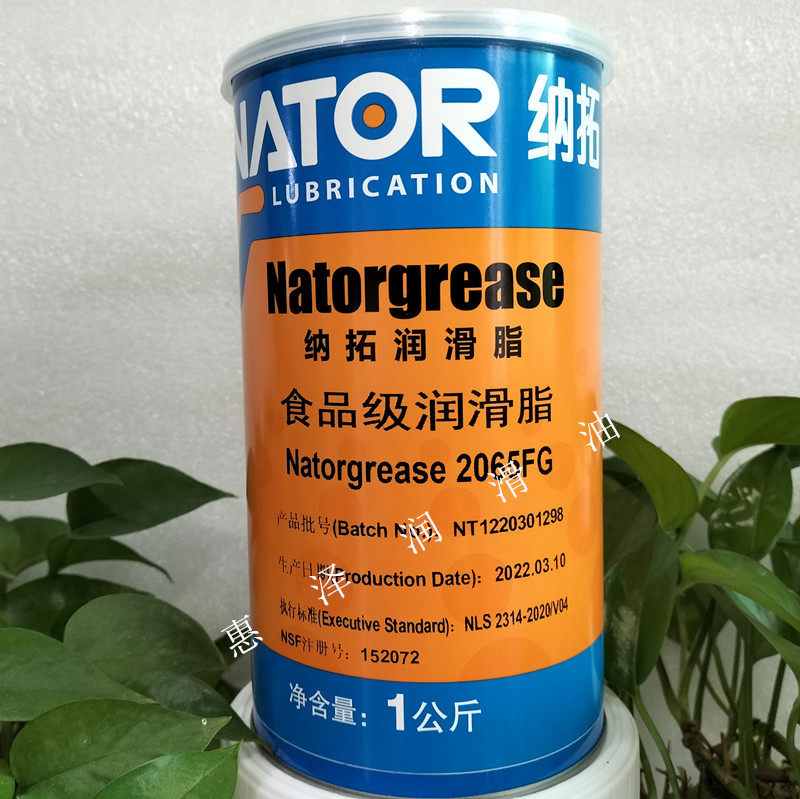 NATOR 纳拓
LUBRICATION
Natorgrease
纳拓润滑脂
食品级润滑脂
Natorgrease 2065FG
产品批号(Batch No.): NT1220301298
生产日期(Production Date): 2022.03.10
执行标准(Executive Standard): NLS 2314-2020/V04
NSF注册号: 152072
净含量: 1公斤
惠泽润滑油